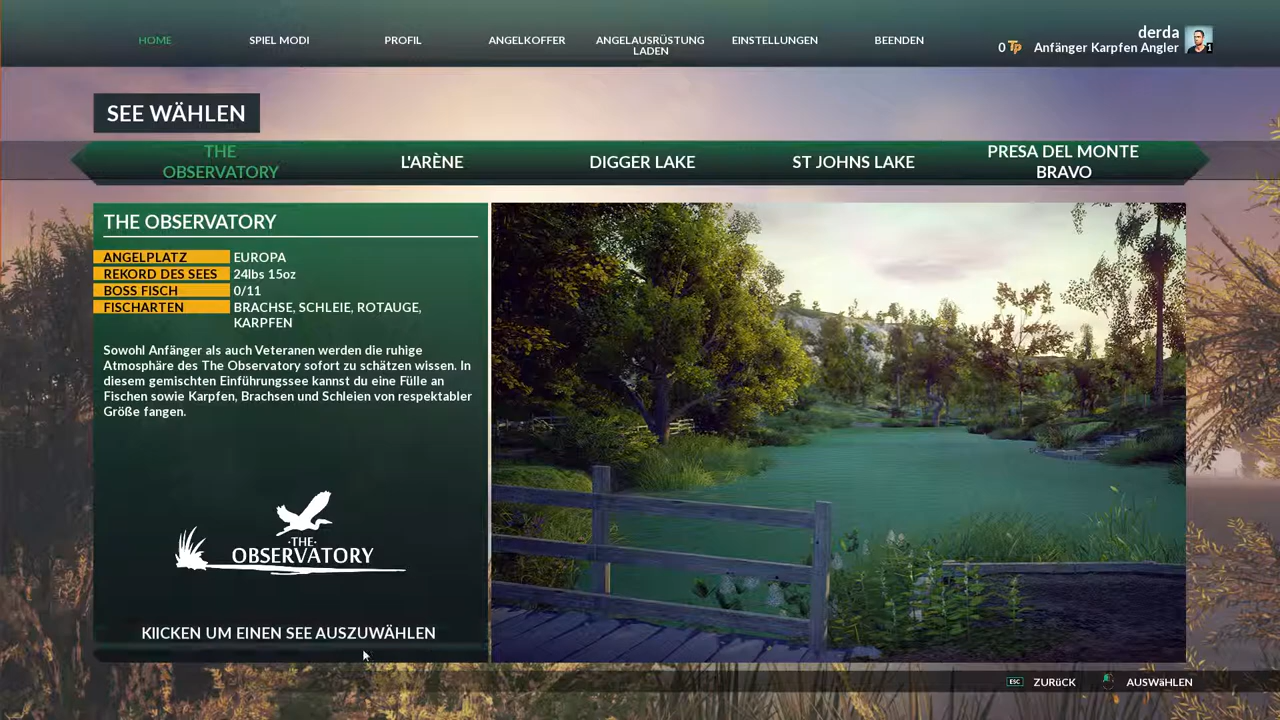 HOME
SPIEL MODI
PROFIL
ANGELKOFFER
ANGELAUSRÜSTUNG
LADEN
EINSTELLUNGEN
BEENDEN
derda
0 Tp Anfänger Karpfen Angler
1
SEE WÄHLEN
THE
OBSERVATORY
L'ARÈNE
DIGGER LAKE
ST JOHNS LAKE
PRESA DEL MONTE
BRAVO
THE OBSERVATORY
ANGELPLATZ EUROPA
REKORD DES SEES 24lbs 15oz
BOSS FISCH 0/11
FISCHARTEN BRACHSE, SCHLEIE, ROTAUGE,
KARPFEN
Sowohl Anfänger als auch Veteranen werden die ruhige
Atmosphäre des The Observatory sofort zu schätzen wissen. In
diesem gemischten Einführungssee kannst du eine Fülle an
Fischen sowie Karpfen, Brachsen und Schleien von respektabler
Größe fangen.
·THE·
OBSERVATORY
KlICKEN UM EINEN SEE AUSZUWÄHLEN
ESC ZURüCK AUSWäHLEN